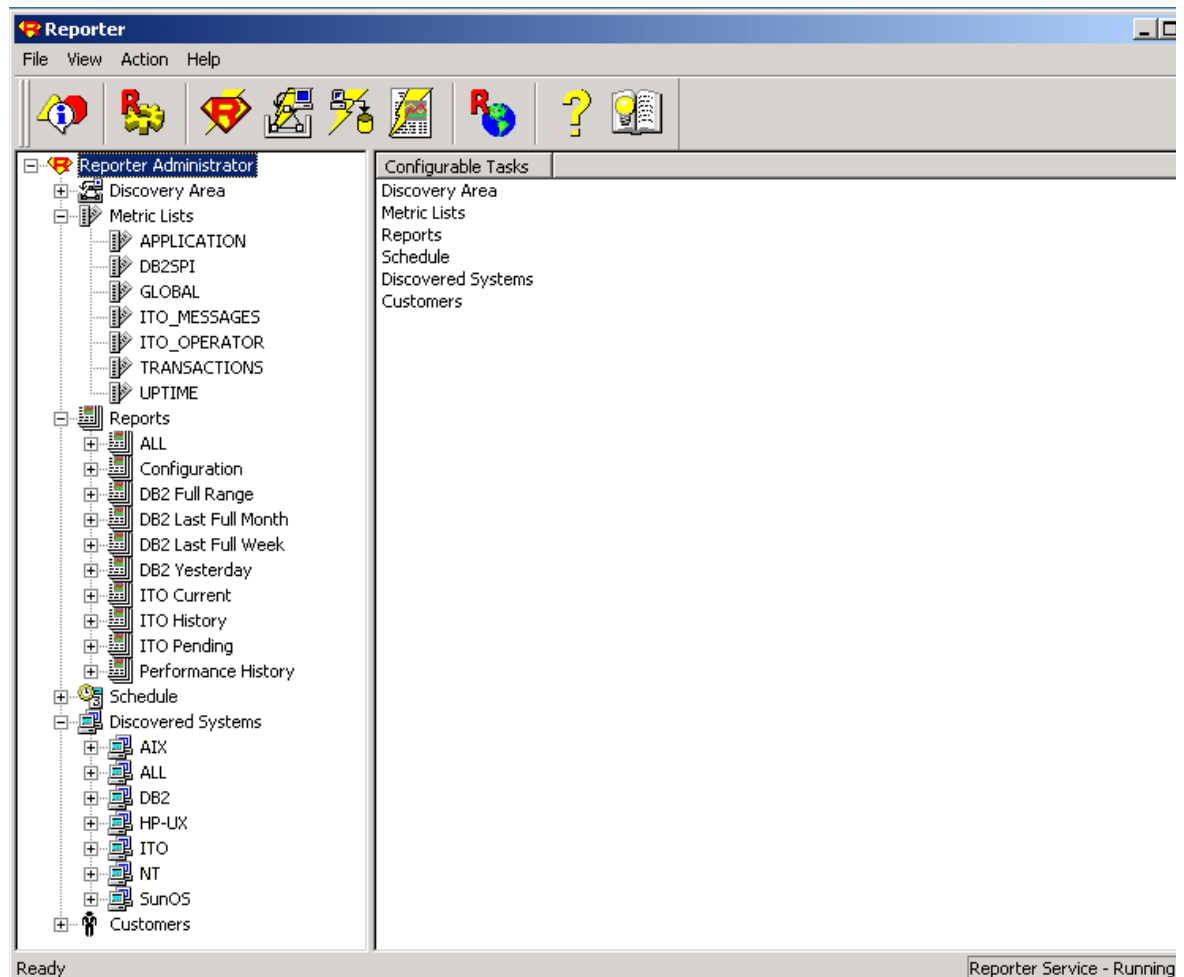 Reporter
File View Action Help
Reporter Administrator
Discovery Area
Metric Lists
APPLICATION
DB2SPI
GLOBAL
ITO_MESSAGES
ITO_OPERATOR
TRANSACTIONS
UPTIME
Reports
ALL
Configuration
DB2 Full Range
DB2 Last Full Month
DB2 Last Full Week
DB2 Yesterday
ITO Current
ITO History
ITO Pending
Performance History
Schedule
Discovered Systems
AIX
ALL
DB2
HP-UX
ITO
NT
SunOS
Customers
Configurable Tasks
Discovery Area
Metric Lists
Reports
Schedule
Discovered Systems
Customers
Ready
Reporter Service - Running